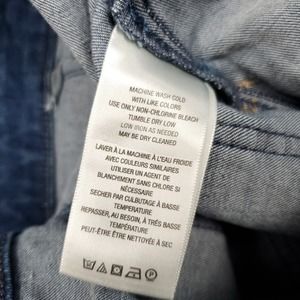 MACHINE WASH COLD
WITH LIKE COLORS
USE ONLY NON-CHLORINE BLEACH
TUMBLE DRY LOW
LOW IRON AS NEEDED
MAY BE DRY CLEANED
LAVER À LA MACHINE À L'EAU FROIDE
AVEC COULEURS SIMILAIRES
UTILISER UN AGENT DE
BLANCHIMENT SANS CHLORE SI
NÉCESSAIRE
SECHER PAR CULBUTAGE À BASSE
TEMPERATURE
REPASSER, AU BESOIN, À TRÈS BASSE
TEMPÉRATURE
PEUT-ÊTRE NETTOYÉE À SEC